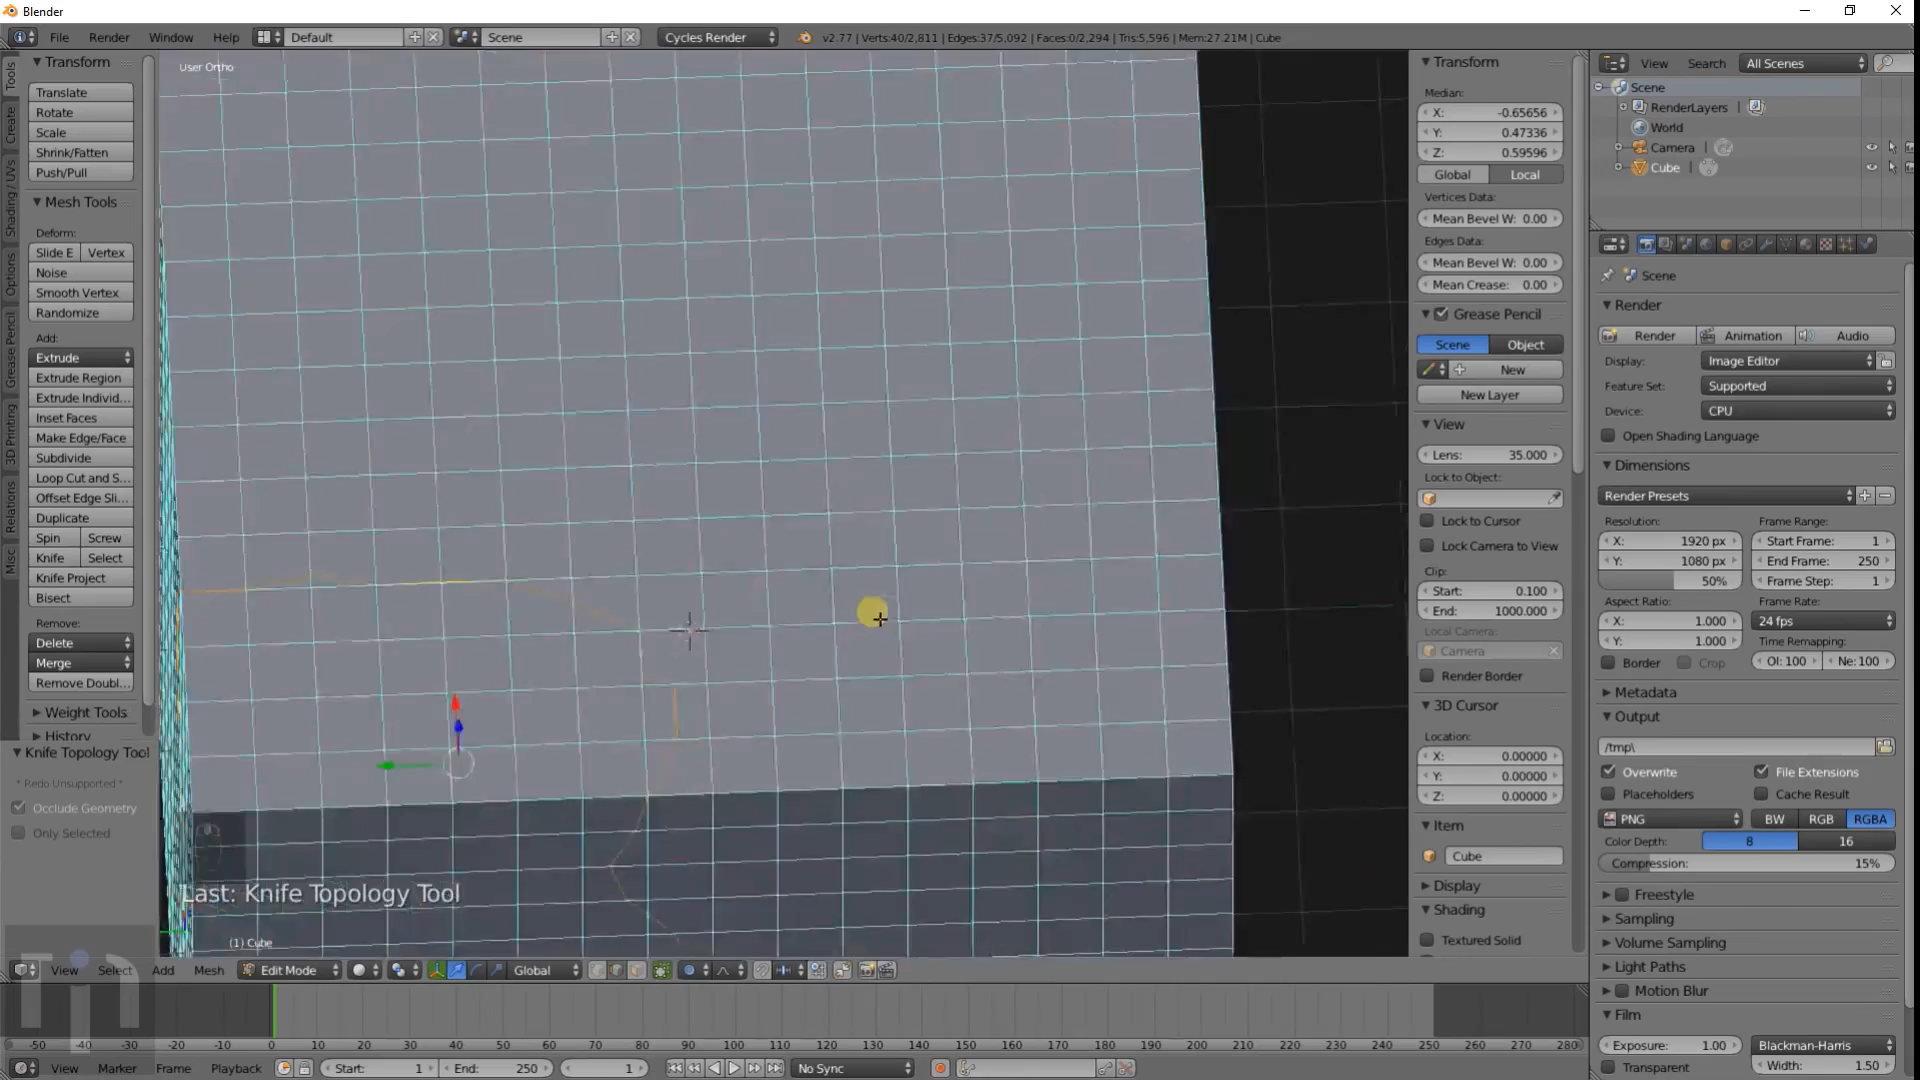 Blender
File Render Window Help Default Scene Cycles Render v2.77 | Verts:40/2,811 | Edges:37/5,092 | Faces:0/2,294 | Tris:5,596 | Mem:27.21M | Cube
Tools
Create
Shading / UVs
Options
Grease Pencil
3D Printing
Relations
Misc
Transform
Translate
Rotate
Scale
Shrink/Fatten
Push/Pull
Mesh Tools
Deform:
Slide E Vertex
Noise
Smooth Vertex
Randomize
Add:
Extrude
Extrude Region
Extrude Individ...
Inset Faces
Make Edge/Face
Subdivide
Loop Cut and S...
Offset Edge Sli...
Duplicate
Spin Screw
Knife Select
Knife Project
Bisect
Remove:
Delete
Merge
Remove Doubl...
Weight Tools
History
Knife Topology Tool
* Redo Unsupported *
Occlude Geometry
Only Selected
User Ortho
Last: Knife Topology Tool
(1) Cube
Transform
Median:
X: -0.65656
Y: 0.47336
Z: 0.59596
Global Local
Vertices Data:
Mean Bevel W: 0.00
Edges Data:
Mean Bevel W: 0.00
Mean Crease: 0.00
Grease Pencil
Scene Object
New
New Layer
View
Lens: 35.000
Lock to Object:
Lock to Cursor
Lock Camera to View
Clip:
Start: 0.100
End: 1000.000
Local Camera:
Camera
Render Border
3D Cursor
Location:
X: 0.00000
Y: 0.00000
Z: 0.00000
Item
Cube
Display
Shading
Textured Solid
View Search All Scenes
Scene
RenderLayers
World
Camera
Cube
Scene
Render
Render Animation Audio
Display: Image Editor
Feature Set: Supported
Device: CPU
Open Shading Language
Dimensions
Render Presets
Resolution: Frame Range:
X: 1920 px Start Frame: 1
Y: 1080 px End Frame: 250
50% Frame Step: 1
Aspect Ratio: Frame Rate:
X: 1.000 24 fps
Y: 1.000 Time Remapping:
Border Crop Ol: 100 Ne: 100
Metadata
Output
/tmp\
Overwrite File Extensions
Placeholders Cache Result
PNG BW RGB RGBA
Color Depth: 8 16
Compression: 15%
Freestyle
Sampling
Volume Sampling
Light Paths
Motion Blur
Film
Exposure: 1.00 Blackman-Harris
Transparent Width: 1.50
View Select Add Mesh Edit Mode Global
-50 -40 -30 -20 -10 0 10 20 30 40 50 60 70 80 90 100 110 120 130 140 150 160 170 180 190 200 210 220 230 240 250 260 270 280
View Marker Frame Playback Start: 1 End: 250 1 No Sync